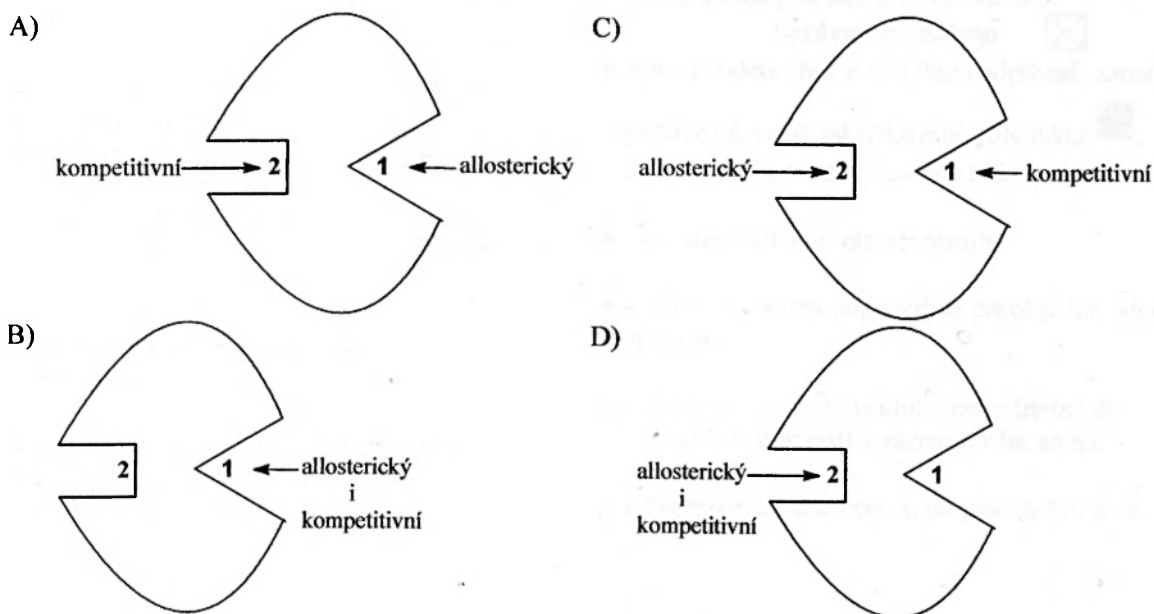 A)
kompetitivní 2 1 allosterický
C)
allosterický 2 1 kompetitivní
B)
2 1 allosterický
i
kompetitivní
D)
allosterický 2 1
i
kompetitivní